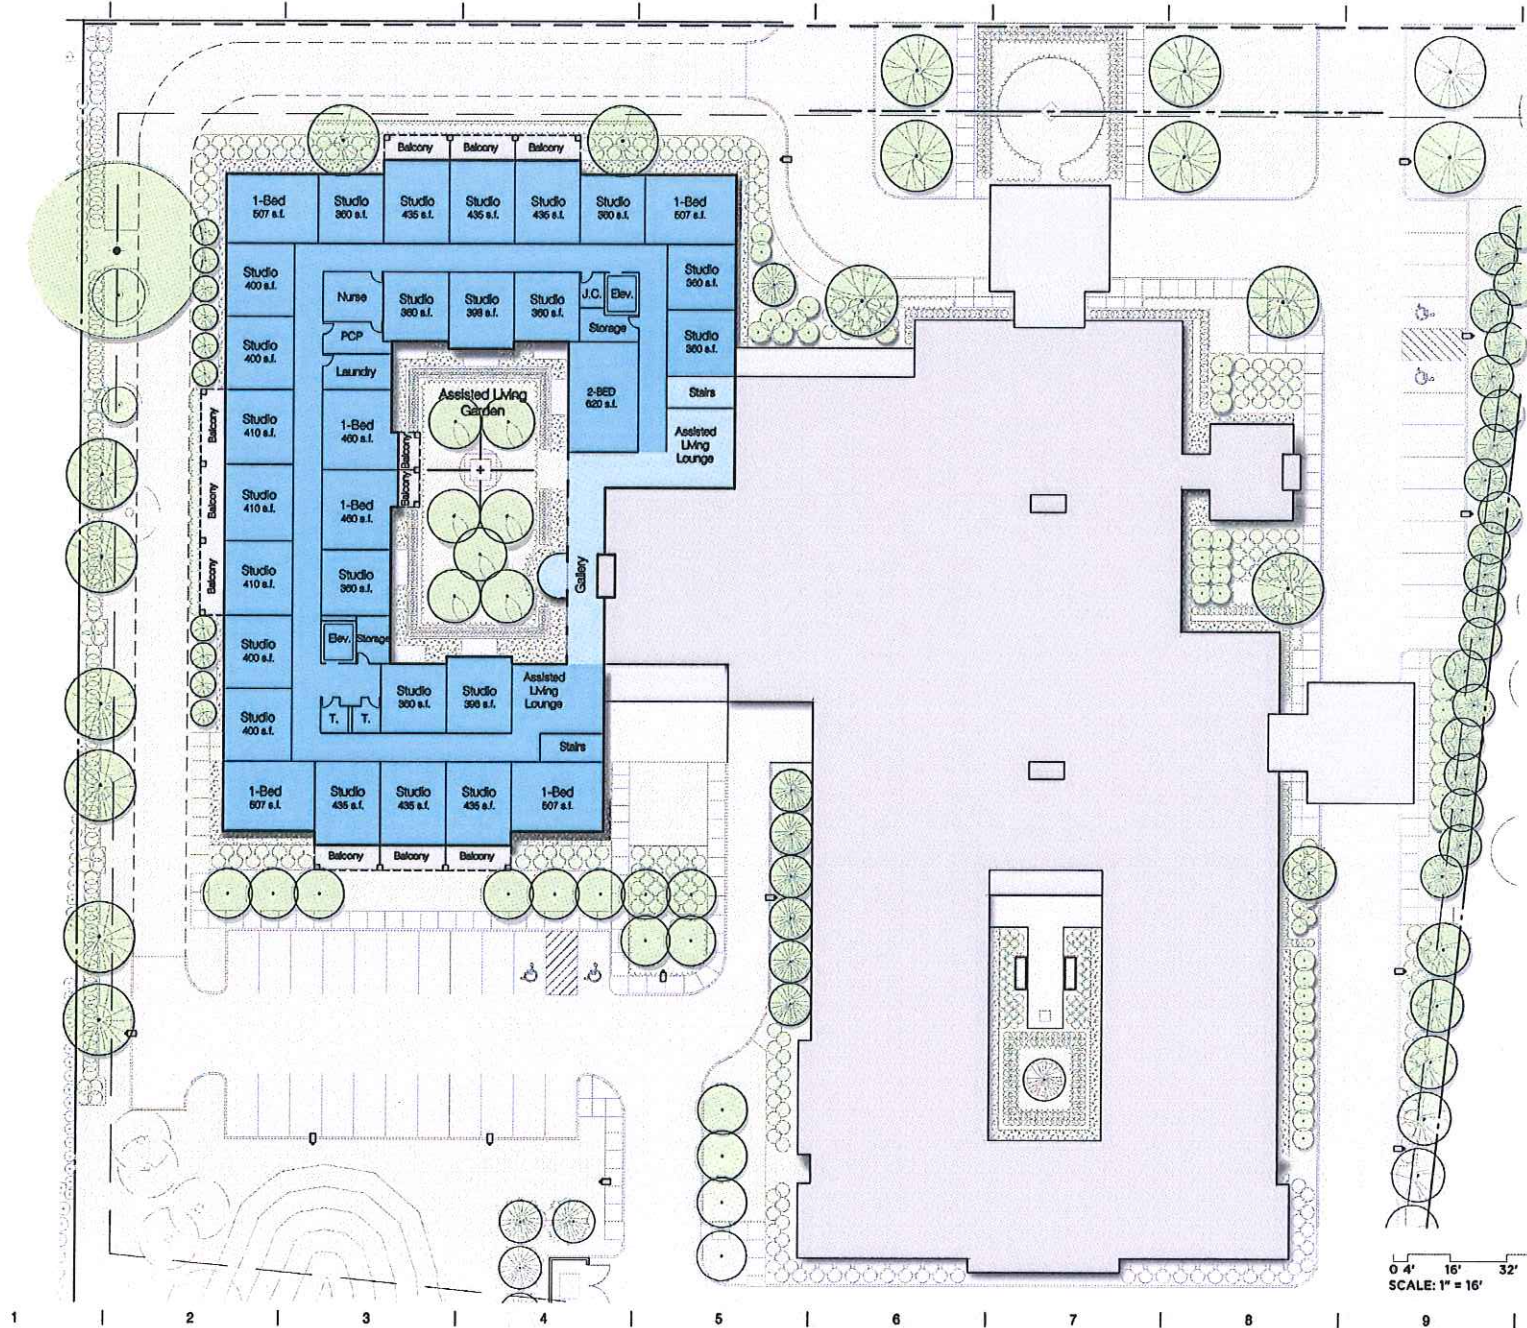 Balcony
Balcony
Balcony
1-Bed
507 s.f.
Studio
360 s.f.
Studio
435 s.f.
Studio
435 s.f.
Studio
435 s.f.
Studio
360 s.f.
1-Bed
507 s.f.
Studio
400 s.f.
Nurse
Studio
360 s.f.
Studio
398 s.f.
Studio
360 s.f.
J.C.
Elev.
Studio
360 s.f.
Storage
PCP
Studio
400 s.f.
Studio
360 s.f.
Laundry
Assisted Living
Garden
2-BED
620 s.f.
Stairs
Balcony
Studio
410 s.f.
1-Bed
460 s.f.
Balcony
Assisted
Living
Lounge
Balcony
Studio
410 s.f.
1-Bed
460 s.f.
Balcony
Balcony
Studio
410 s.f.
Studio
360 s.f.
Gallery
Studio
400 s.f.
Elev.
Storage
Studio
400 s.f.
T.
T.
Studio
360 s.f.
Studio
398 s.f.
Assisted
Living
Lounge
Stairs
1-Bed
507 s.f.
Studio
435 s.f.
Studio
435 s.f.
Studio
435 s.f.
1-Bed
507 s.f.
Balcony
Balcony
Balcony
0 4' 16' 32'
SCALE: 1" = 16'
1 2 3 4 5 6 7 8 9